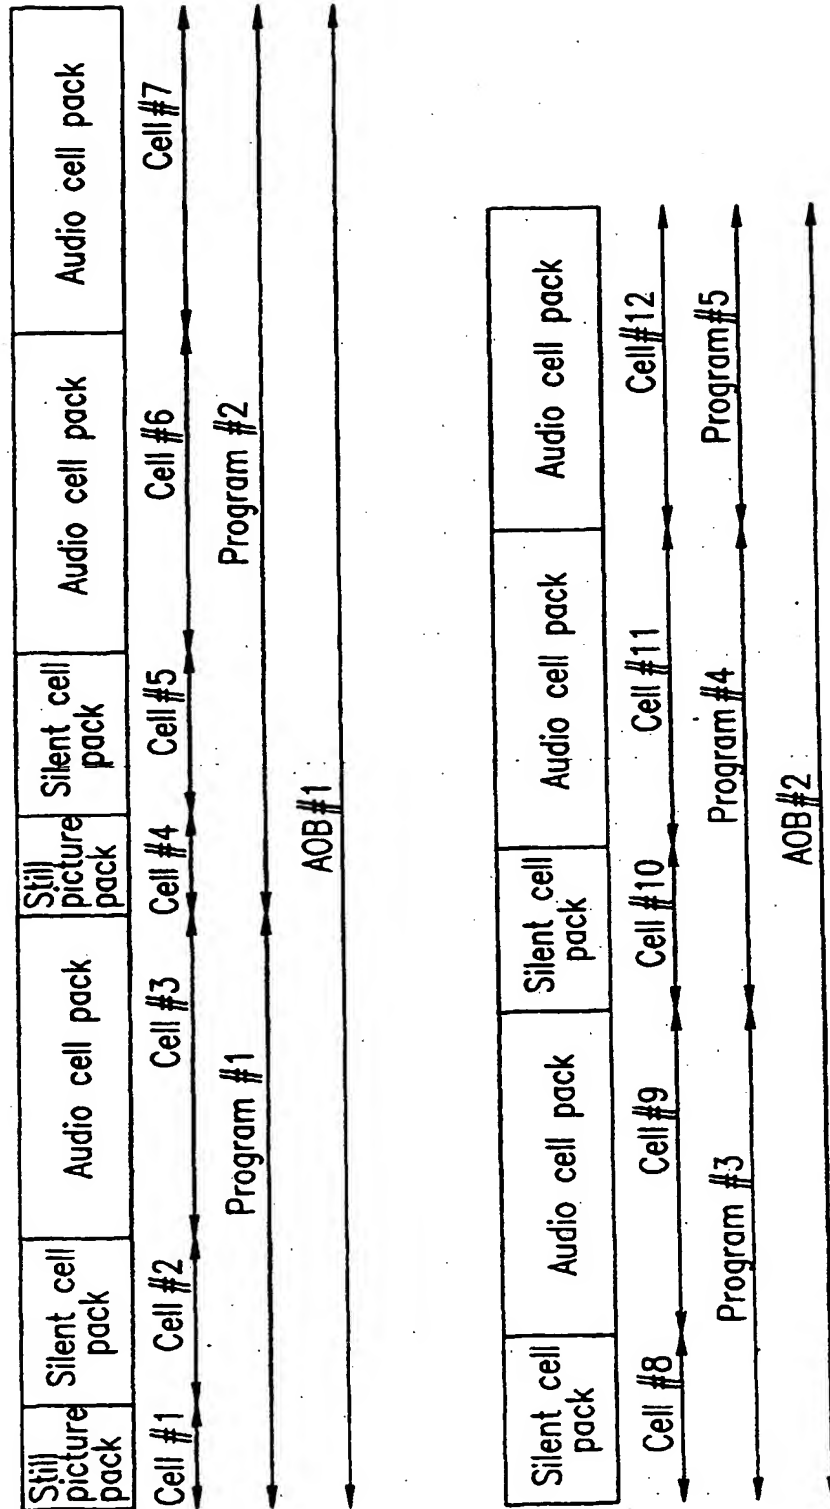 Still
picture
pack
Silent cell
pack
Audio cell pack
Still
picture
pack
Silent cell
pack
Audio cell pack
Audio cell pack
Cell #1
Cell #2
Cell #3
Cell #4
Cell #5
Cell #6
Cell #7
Program #1
Program #2
AOB#1
Silent cell
pack
Audio cell pack
Silent cell
pack
Audio cell pack
Audio cell pack
Cell #8
Cell #9
Cell #10
Cell #11
Cell#12
Program #3
Program #4
Program#5
AOB#2